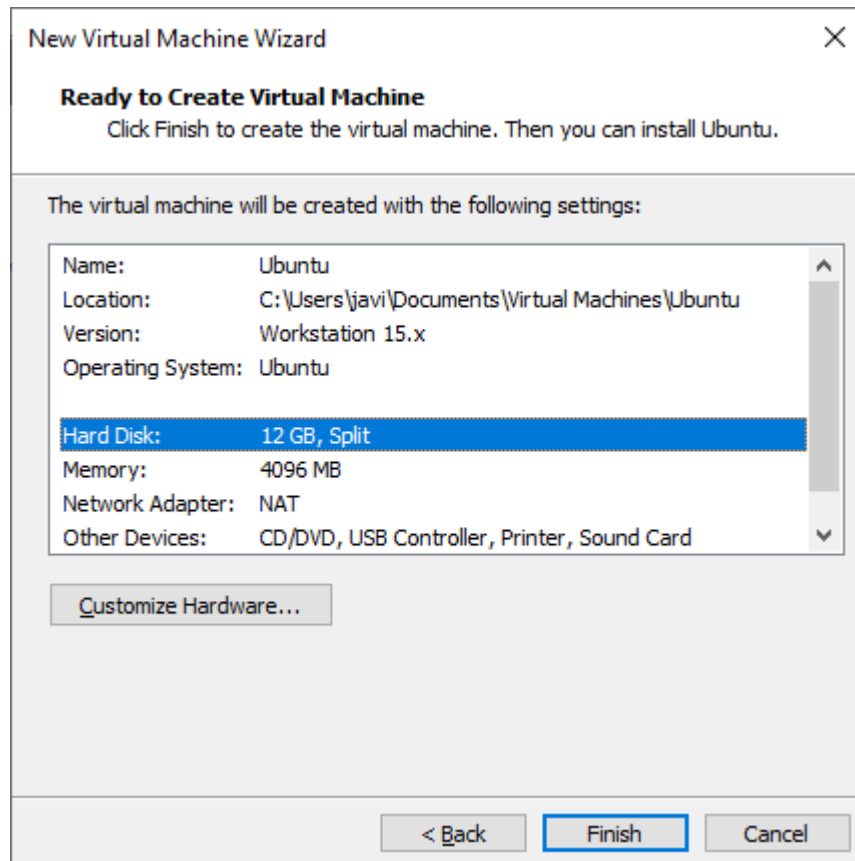 New Virtual Machine Wizard
Ready to Create Virtual Machine
Click Finish to create the virtual machine. Then you can install Ubuntu.
The virtual machine will be created with the following settings:
Name: Ubuntu
Location: C:\Users\javi\Documents\Virtual Machines\Ubuntu
Version: Workstation 15.x
Operating System: Ubuntu
Hard Disk: 12 GB, Split
Memory: 4096 MB
Network Adapter: NAT
Other Devices: CD/DVD, USB Controller, Printer, Sound Card
Customize Hardware...
< Back Finish Cancel